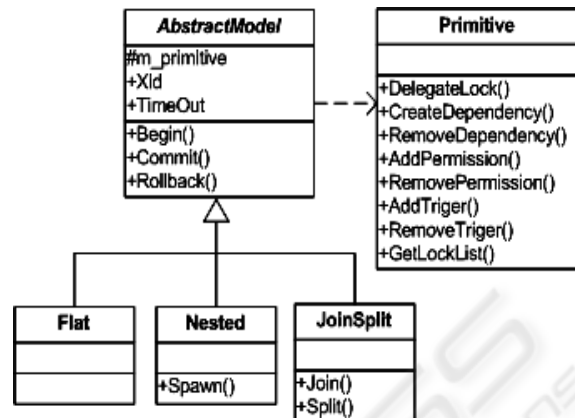 AbstractModel
#m_primitive
+XId
+TimeOut
+Begin()
+Commit()
+Rollback()
Primitive
+DelegateLock()
+CreateDependency()
+RemoveDependency()
+AddPermission()
+RemovePermission()
+AddTriger()
+RemoveTriger()
+GetLockList()
Flat
Nested
+Spawn()
JoinSplit
+Join()
+Split()